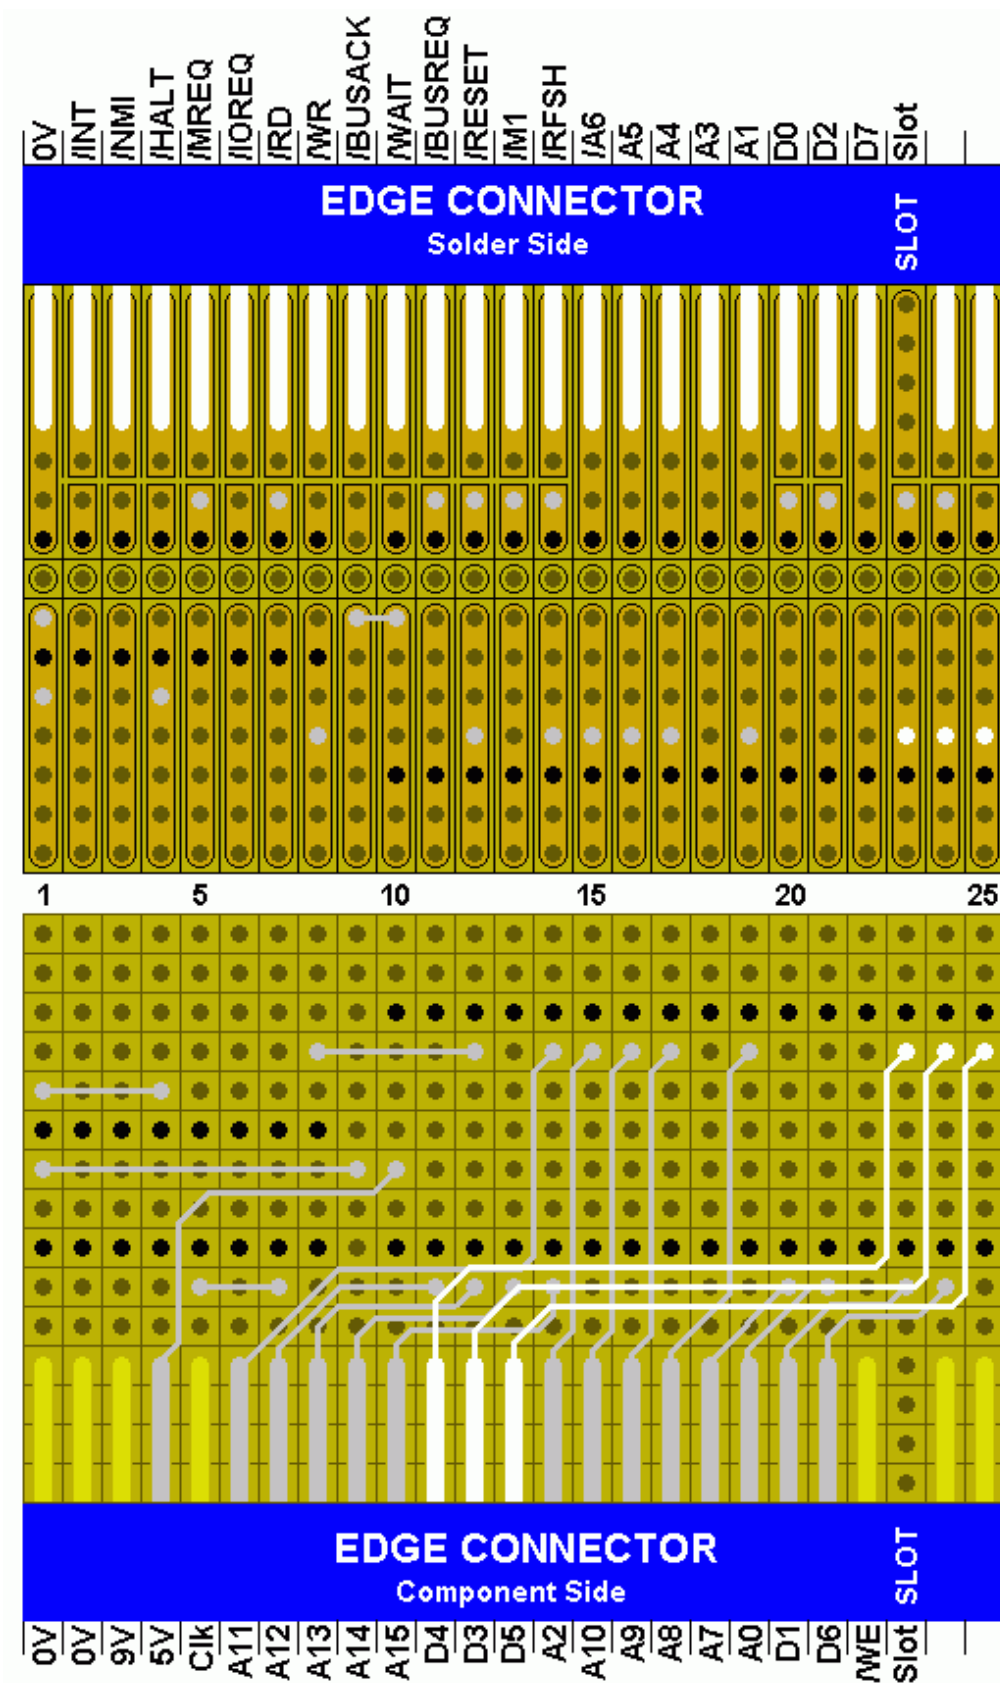 0V /INT /NMI /HALT /MREQ /IOREQ /RD /WR /BUSACK /WAIT /BUSREQ /RESET /M1 /RFSH /A6 A5 A4 A3 A1 D0 D2 D7 Slot
EDGE CONNECTOR
Solder Side
SLOT
1 5 10 15 20 25
EDGE CONNECTOR
Component Side
SLOT
0V 0V 9V 5V Clk A11 A12 A13 A14 A15 D4 D3 D5 A2 A10 A9 A8 A7 A0 D1 D6 /WE Slot